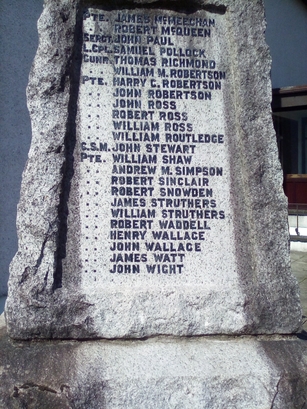 PTE. JAMES McMEECHAN
. . ROBERT McQUEEN
SERGT. JOHN PAUL
L.CPL. SAMUEL POLLOCK
GUNR. THOMAS RICHMOND
. . WILLIAM M. ROBERTSON
PTE. HARRY C. ROBERTSON
. . JOHN ROBERTSON
. . JOHN ROSS
. . ROBERT ROSS
. . WILLIAM ROSS
. . WILLIAM ROUTLEDGE
C.S.M. JOHN STEWART
PTE. WILLIAM SHAW
. . ANDREW M. SIMPSON
. . ROBERT SINCLAIR
. . ROBERT SNOWDEN
. . JAMES STRUTHERS
. . WILLIAM STRUTHERS
. . ROBERT WADDELL
. . HENRY WALLACE
. . JOHN WALLACE
. . JAMES WATT
. . JOHN WIGHT